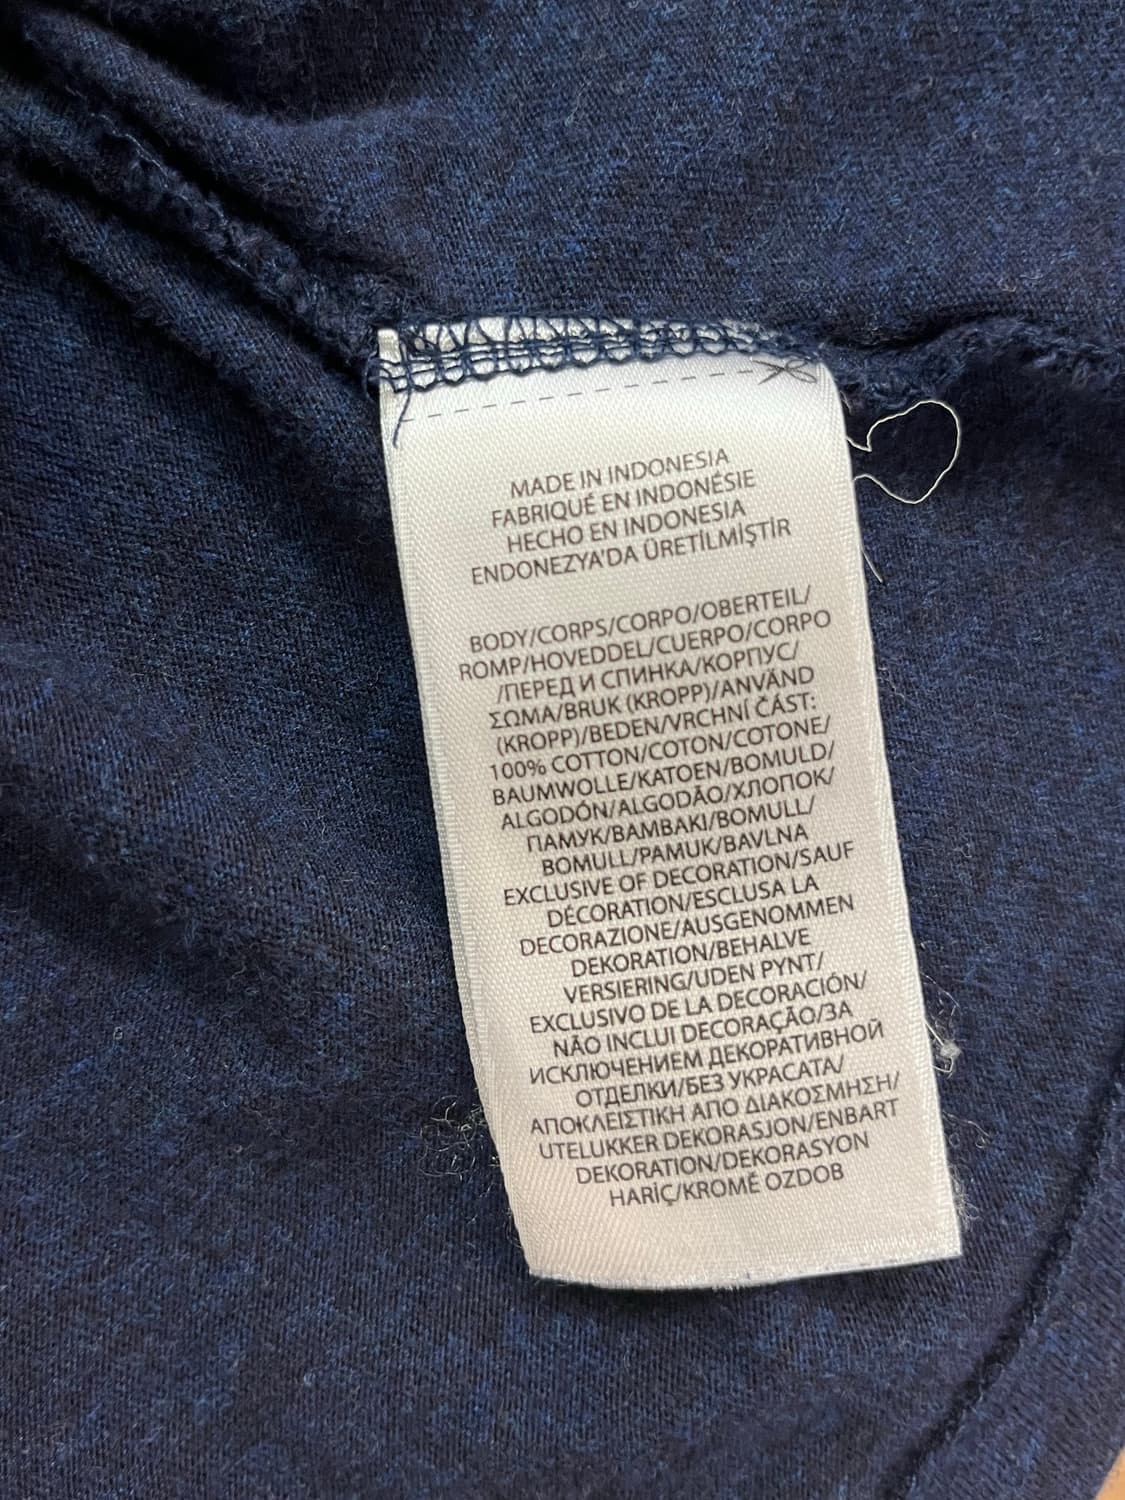 MADE IN INDONESIA
FABRIQUÉ EN INDONÉSIE
HECHO EN INDONESIA
ENDONEZYA'DA ÜRETİLMİŞTİR
BODY/CORPS/CORPO/OBERTEIL/
ROMP/HOVEDDEL/CUERPO/CORPO
/ПЕРЕД И СПИНКА/КОРПУС/
ΣΩΜΑ/BRUK (KROPP)/ANVÄND
(KROPP)/BEDEN/VRCHNÍ ČÁST:
100% COTTON/COTON/COTONE/
BAUMWOLLE/KATOEN/BOMULD/
ALGODÓN/ALGODÃO/ХЛОПОК/
ПАМУК/ΒΑΜΒΑΚΙ/BOMULL/
BOMULL/PAMUK/BAVLNA
EXCLUSIVE OF DECORATION/SAUF
DÉCORATION/ESCLUSA LA
DECORAZIONE/AUSGENOMMEN
DEKORATION/BEHALVE
VERSIERING/UDEN PYNT/
EXCLUSIVO DE LA DECORACIÓN/
NÃO INCLUI DECORAÇÃO/ЗА
ИСКЛЮЧЕНИЕМ ДЕКОРАТИВНОЙ
ОТДЕЛКИ/БЕЗ УКРАСАТА/
ΑΠΟΚΛΕΙΣΤΙΚΗ ΑΠΟ ΔΙΑΚΟΣΜΗΣΗ/
UTELUKKER DEKORASJON/ENBART
DEKORATION/DEKORASYON
HARİÇ/KROMĚ OZDOB